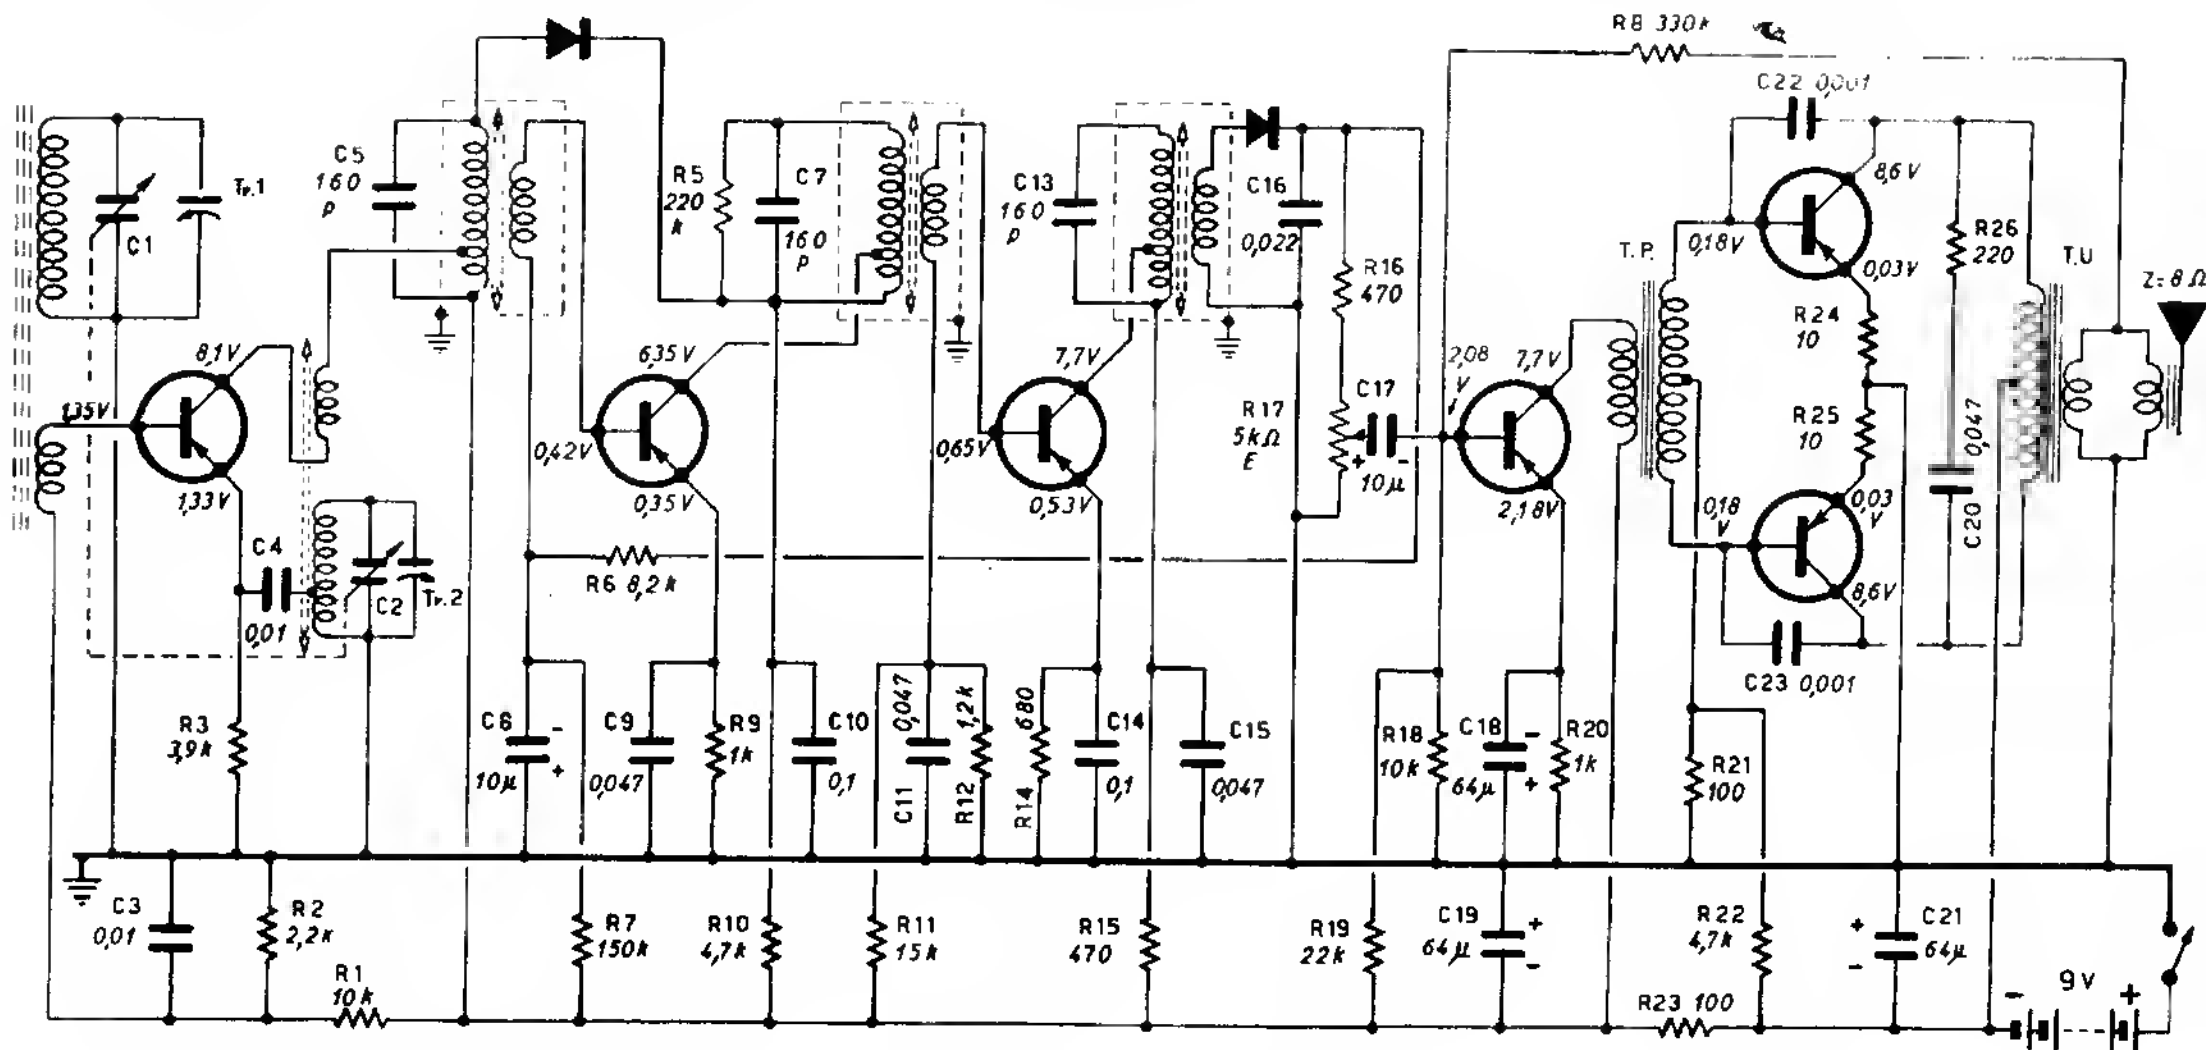 R8 330k
C22 0,001
C5
160
p
R5
220
k
C7
160
p
C13
160
p
C16
0,022
Tr.1
C1
8,6V
T.P.
0,18V
0,03V
R26
220
T.U
Z=8Ω
R16
470
R24
10
8,1V
6,35V
7,7V
2,08
V
7,7V
C17
R17
5kΩ
E
+ -
10µ
R25
10
1,35V
0,42V
0,65V
1,33V
0,35V
0,53V
2,18V
0,18
V
0,03
V
0,047
C20
C4
0,01
C2
Tr.2
R6 8,2k
8,6V
C23 0,001
R3
3,9k
C8
-
+
10µ
C9
0,047
R9
1k
C10
0,1
0,047
C11
1,2k
R12
680
R14
C14
0,1
C15
0,047
R18
10k
C18
-
+
64µ
R20
1k
R21
100
C3
0,01
R2
2,2k
R7
150k
R10
4,7k
R11
15k
R15
470
R19
22k
C19
64µ
+
-
R22
4,7k
+
-
C21
64µ
R1
10k
R23 100
9V
- +